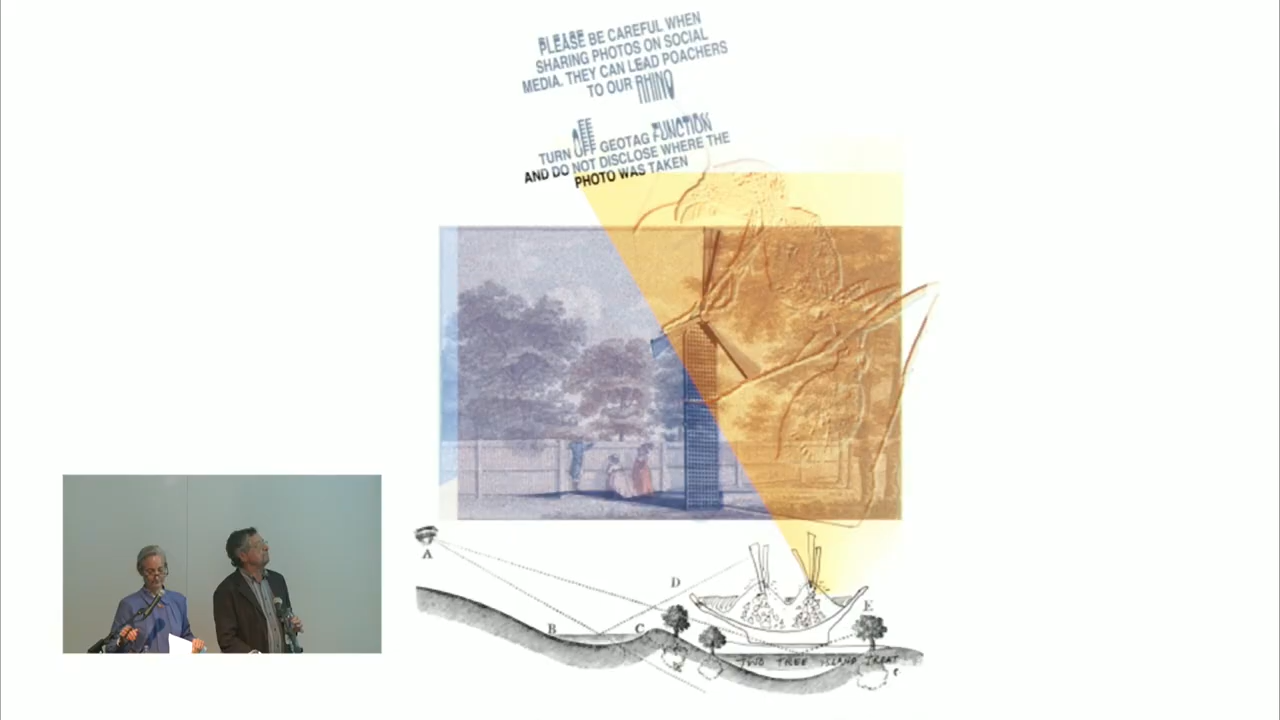 PLEASE BE CAREFUL WHEN
SHARING PHOTOS ON SOCIAL
MEDIA. THEY CAN LEAD POACHERS
TO OUR RHINO
TURN OFF GEOTAG FUNCTION
AND DO NOT DISCLOSE WHERE THE
PHOTO WAS TAKEN
A
D
E
B
C
TWO TREE ISLAND TREAT